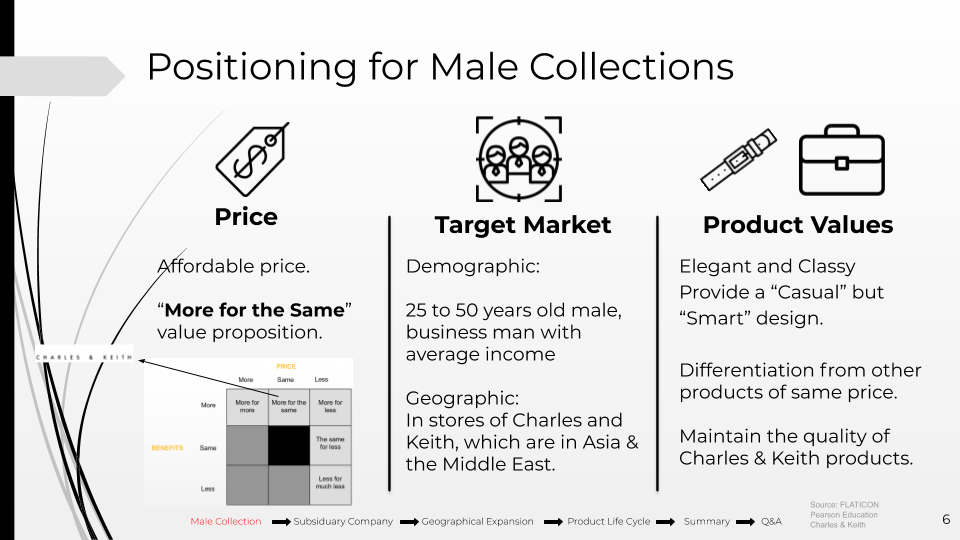 Positioning for Male Collections
Price
Affordable price.
“More for the Same”
value proposition.
CHARLES & KEITH
PRICE
More Same Less
BENEFITS
More
Same
Less
More for
more
More for the
same
More for
less
The same
for less
Less for
much less
Target Market
Demographic:
25 to 50 years old male,
business man with
average income
Geographic:
In stores of Charles and
Keith, which are in Asia &
the Middle East.
Product Values
Elegant and Classy
Provide a “Casual” but
“Smart” design.
Differentiation from other
products of same price.
Maintain the quality of
Charles & Keith products.
Male Collection Subsiduary Company Geographical Expansion Product Life Cycle Summary Q&A
Source: FLATICON
Pearson Education
Charles & Keith
6